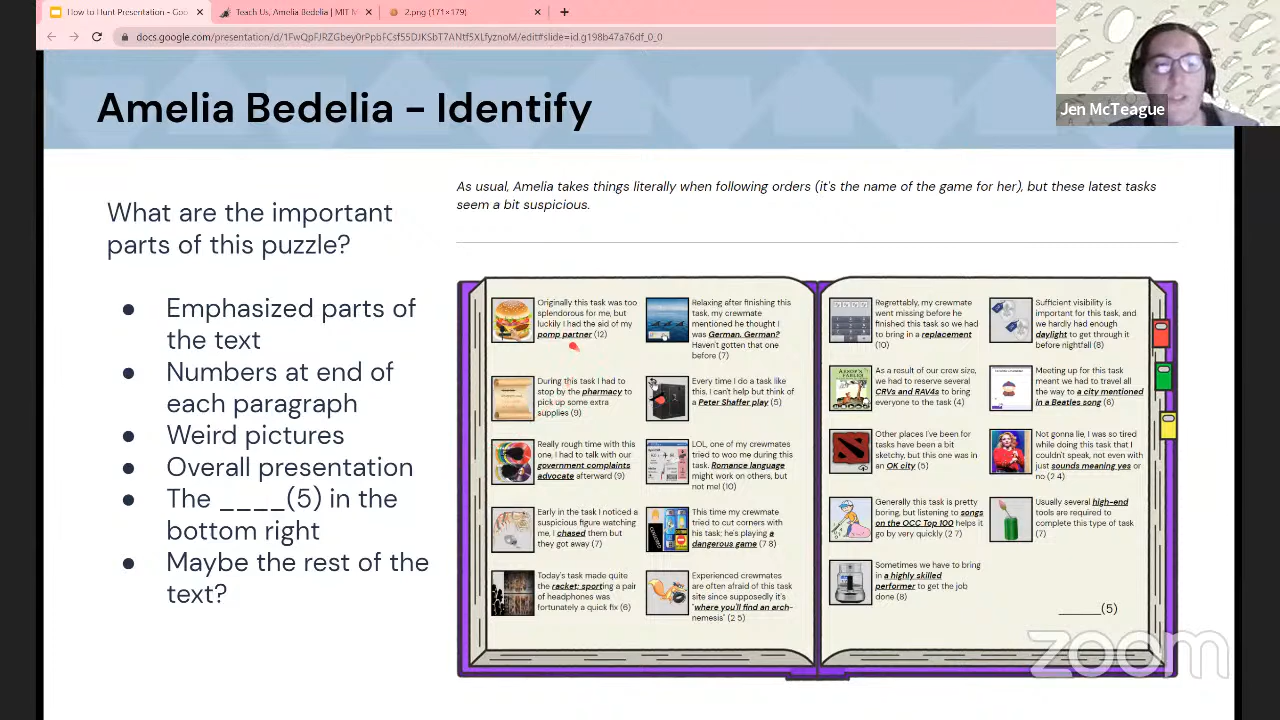 How to Hunt Presentation - Goo
Teach Us, Amelia Bedelia | MIT M
2.png (171×179)
docs.google.com/presentation/d/1FwQpFJRZGbey0rPpbFCsf55DJKSbT7ANtf5XLfyznoM/edit#slide=id.g198b47a76df_0_0
Jen McTeague
Amelia Bedelia - Identify
What are the important
parts of this puzzle?
● Emphasized parts of
the text
● Numbers at end of
each paragraph
● Weird pictures
● Overall presentation
● The ____(5) in the
bottom right
● Maybe the rest of the
text?
As usual, Amelia takes things literally when following orders (it's the name of the game for her), but these latest tasks
seem a bit suspicious.
Originally this task was too
splendorous for me, but
luckily I had the aid of my
pomp partner (12)
During this task I had to
stop by the pharmacy to
pick up some extra
supplies (9)
Really rough time with this
one, I had to talk with our
government complaints
advocate afterward (9)
Early in the task I noticed a
suspicious figure watching
me, I chased them but
they got away (7)
Today's task made quite
the racket; sporting a pair
of headphones was
fortunately a quick fix (6)
Relaxing after finishing this
task, my crewmate
mentioned he thought I
was German. German?
Haven't gotten that one
before (7)
Every time I do a task like
this, I can't help but think of
a Peter Shaffer play (5)
LOL, one of my crewmates
tried to woo me during this
task. Romance language
might work on others, but
not me! (10)
This time my crewmate
tried to cut corners with
his task; he's playing a
dangerous game (7 8)
Experienced crewmates
are often afraid of this task
site since supposedly it's
"where you'll find an arch-
nemesis" (2 5)
Regrettably, my crewmate
went missing before he
finished this task so we had
to bring in a replacement
(10)
AESOP'S
FABLES
As a result of our crew size,
we had to reserve several
CRVs and RAV4s to bring
everyone to the task (4)
Other places I've been for
tasks have been a bit
sketchy, but this one was in
an OK city (5)
Generally this task is pretty
boring, but listening to songs
on the OCC Top 100 helps it
go by very quickly (2 7)
Sometimes we have to bring
in a highly skilled
performer to get the job
done (8)
Sufficient visibility is
important for this task, and
we hardly had enough
daylight to get through it
before nightfall (8)
Meeting up for this task
meant we had to travel all
the way to a city mentioned
in a Beatles song (6)
Not gonna lie, I was so tired
while doing this task that I
couldn't speak, not even with
just sounds meaning yes or
no (2 4)
Usually several high-end
tools are required to
complete this type of task
(7)
______(5)
zoom